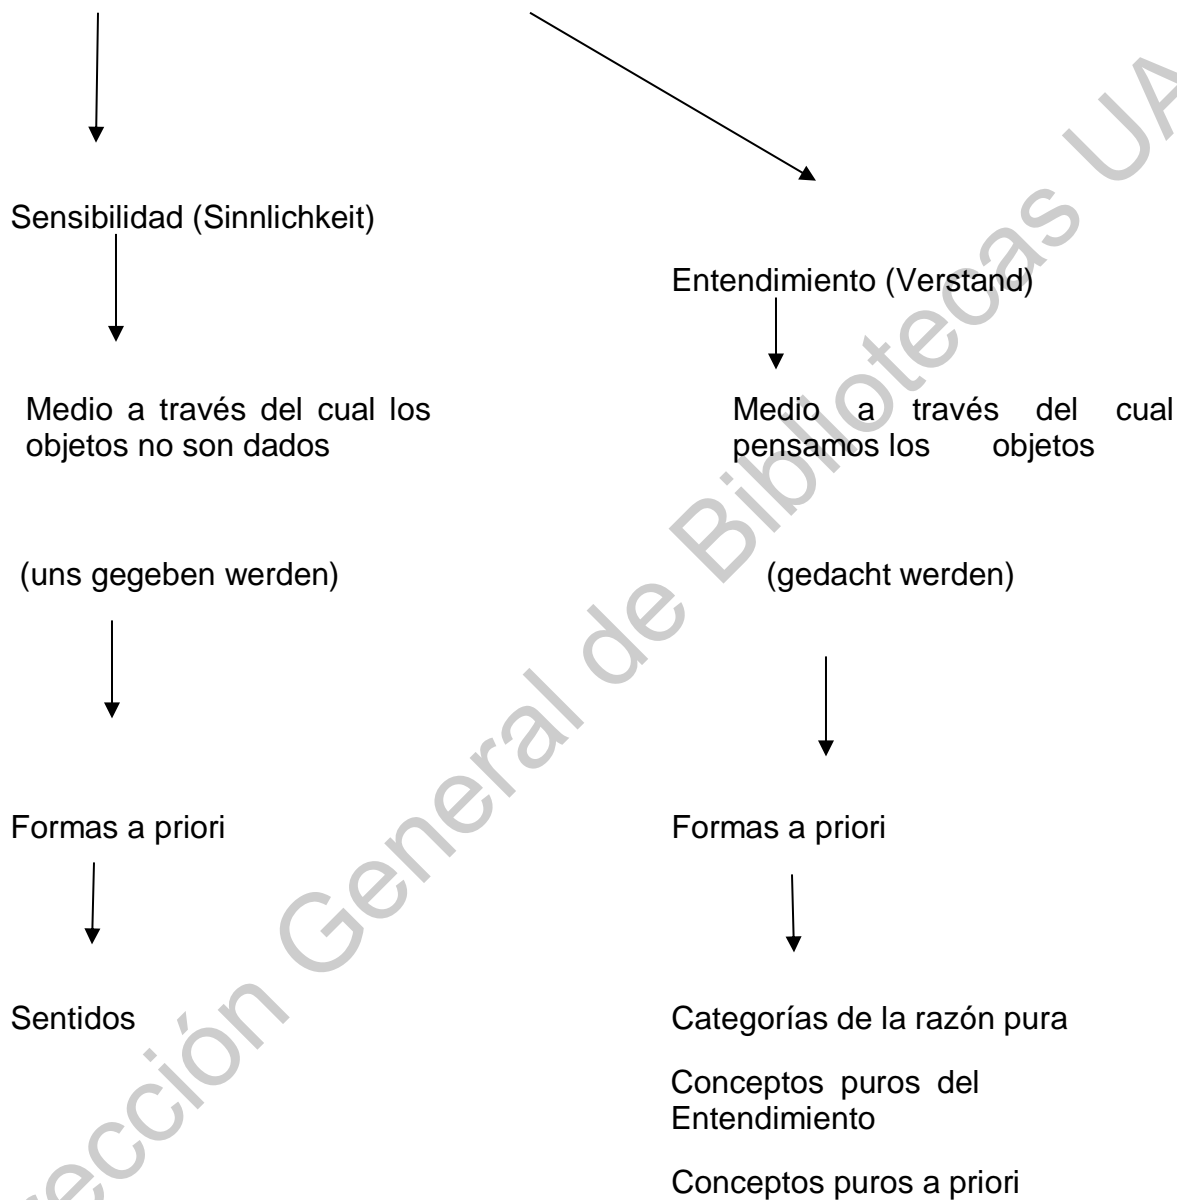 Sensibilidad (Sinnlichkeit)
Entendimiento (Verstand)
Medio a través del cual los
objetos no son dados
Medio a través del cual
pensamos los objetos
(uns gegeben werden)
(gedacht werden)
Formas a priori
Formas a priori
Sentidos
Categorías de la razón pura
Conceptos puros del
Entendimiento
Conceptos puros a priori
rección General de Bibliotecas UA